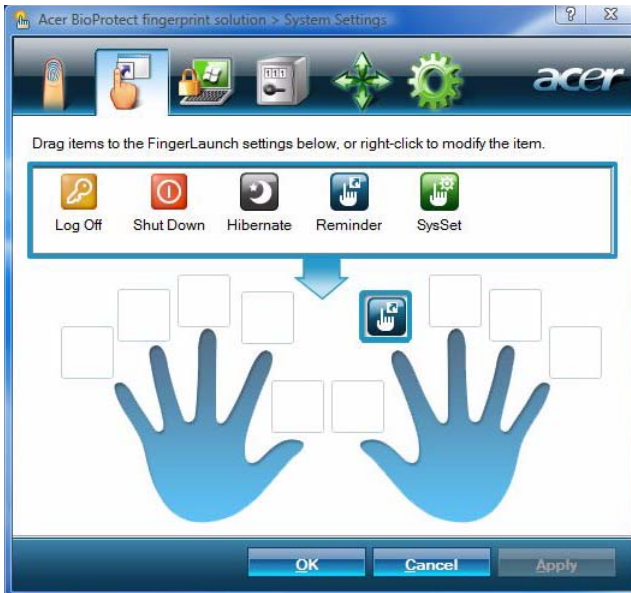 Acer BioProtect fingerprint solution > System Settings
acer
Drag items to the FingerLaunch settings below, or right-click to modify the item.
Log Off Shut Down Hibernate Reminder SysSet
OK Cancel Apply